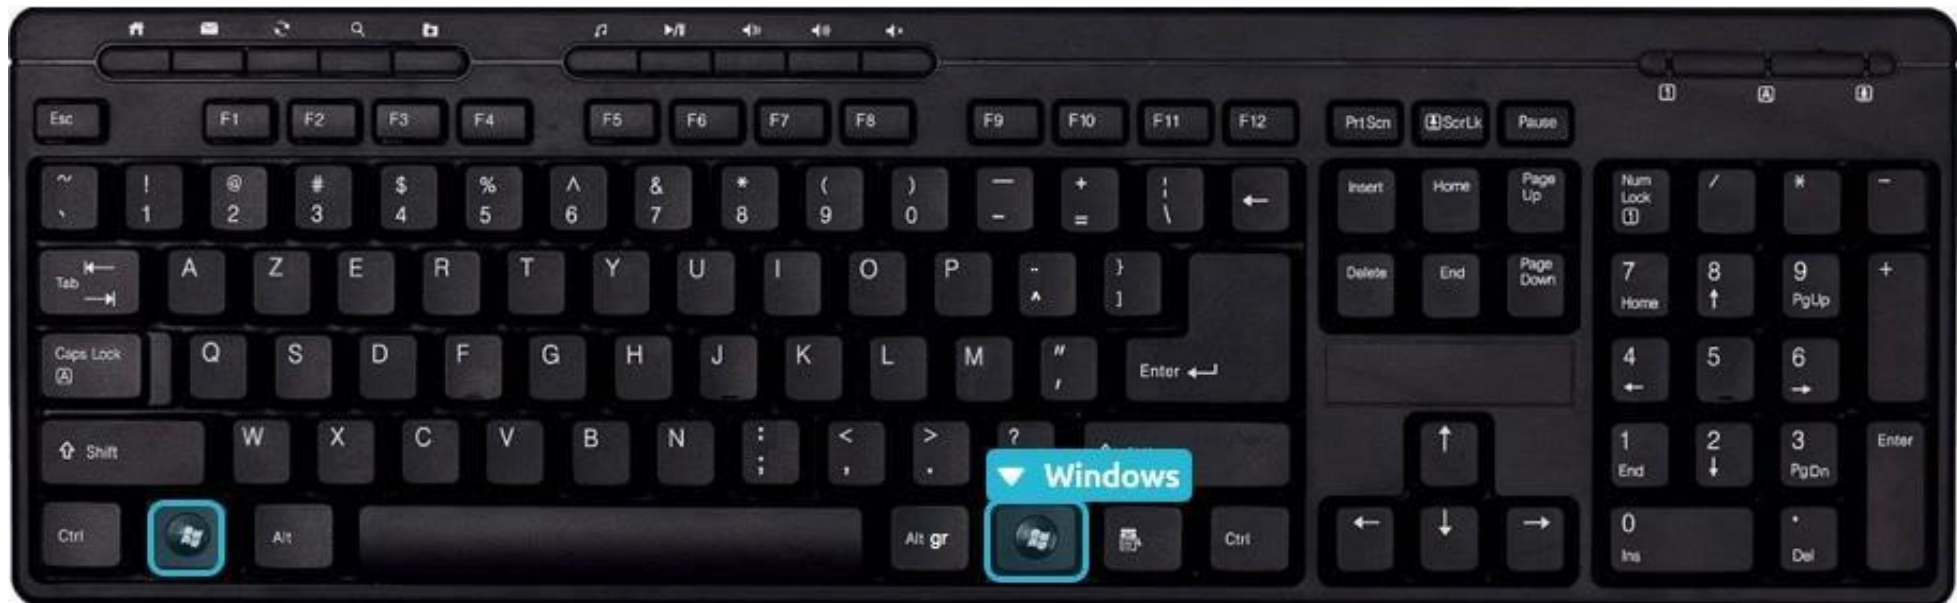 Esc F1 F2 F3 F4 F5 F6 F7 F8 F9 F10 F11 F12 PrtScn ScrLk Pause
~ ! @ # $ % ^ & * ( ) — + ¦ Insert Home Page Up Num Lock / * -
` 1 2 3 4 5 6 7 8 9 0 - = \ ←
Tab A Z E R T Y U I O P ¨ ^ } ] Delete End Page Down 7 Home 8 ↑ 9 PgUp +
Caps Lock Q S D F G H J K L M " ' Enter 4 ← 5 6 →
Shift W X C V B N : ; < , > . ? ↑ 1 End 2 ↓ 3 PgDn Enter
Windows
Ctrl Alt Alt gr Ctrl ← ↓ → 0 Ins . Del